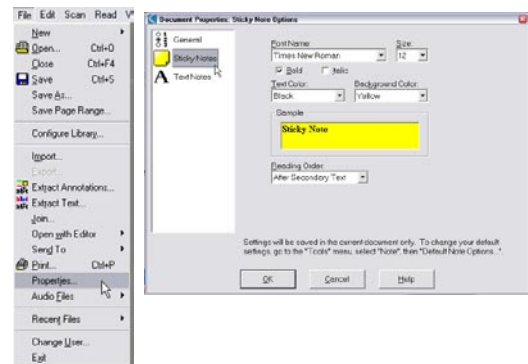 File Edit Scan Read V
New
Open... Ctrl+O
Close Ctrl+F4
Save Ctrl+S
Save As...
Save Page Range...
Configure Library...
Import...
Export...
Extract Annotations...
Extract Text...
Join...
Open with Editor
Send To
Print... Ctrl+P
Properties...
Audio Files
Recent Files
Change User...
Exit
Document Properties: Sticky Note Options
General
Sticky Notes
Text Notes
Font Name: Size:
Times New Roman 12
Bold Italic
Text Color: Background Color:
Black Yellow
Sample
Sticky Note
Reading Order:
After Secondary Text
Settings will be saved in the current document only. To change your default
settings, go to the "Tools" menu, select "Note", then "Default Note Options...".
OK Cancel Help